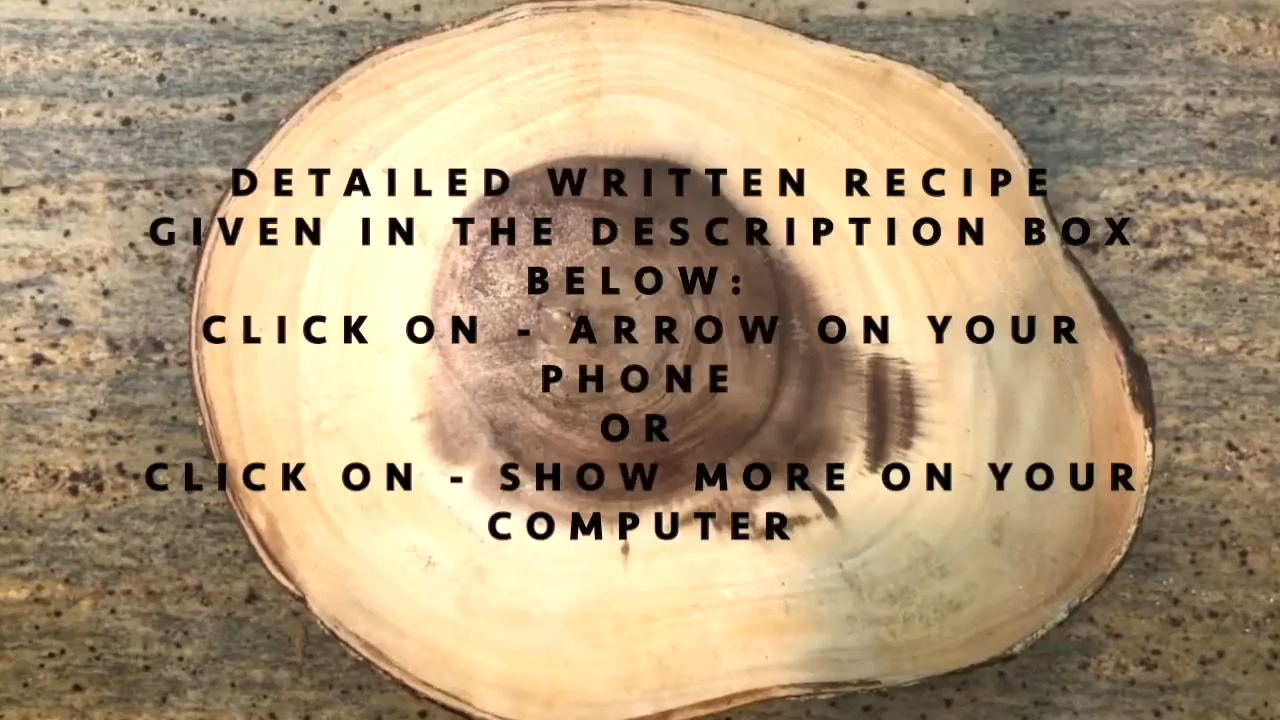 DETAILED WRITTEN RECIPE
GIVEN IN THE DESCRIPTION BOX
BELOW:
CLICK ON - ARROW ON YOUR
PHONE
OR
CLICK ON - SHOW MORE ON YOUR
COMPUTER